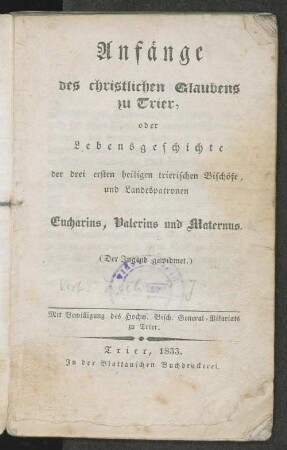 Anfänge
des christlichen Glaubens
zu Trier,
oder
Lebensgeschichte
der drei ersten heiligen trierischen Bischöfe,
und Landespatronen
Eucharius, Valerius und Maternus.
(Der Jugend gewidmet.)
Mit Bewilligung des Hochw. Bisch. General-Vikariats
zu Trier.
Trier, 1833.
In der Blattauschen Buchdruckerei.